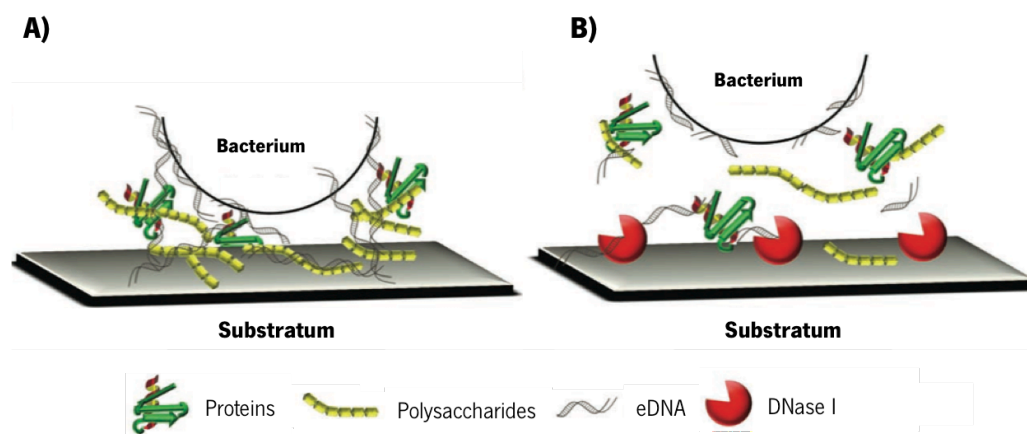 A)
B)
Bacterium
Bacterium
Substratum
Substratum
Proteins
Polysaccharides
eDNA
DNase I